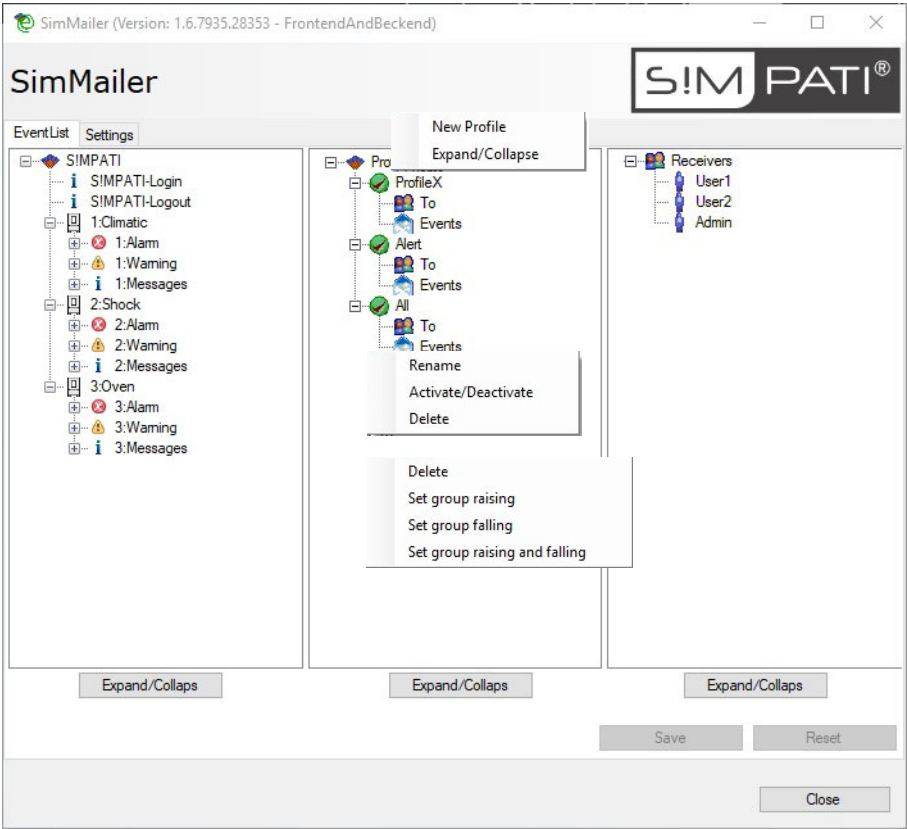 SimMailer (Version: 1.6.7935.28353 - FrontendAndBeckend)
SimMailer
S!M PATI®
EventList Settings
S!MPATI
S!MPATI-Login
S!MPATI-Logout
1:Climatic
1:Alarm
1:Warning
1:Messages
2:Shock
2:Alarm
2:Warning
2:Messages
3:Oven
3:Alarm
3:Warning
3:Messages
Expand/Collaps
New Profile
Expand/Collapse
ProfileX
To
Events
Alert
To
Events
All
To
Events
Rename
Activate/Deactivate
Delete
Delete
Set group raising
Set group falling
Set group raising and falling
Expand/Collaps
Receivers
User1
User2
Admin
Expand/Collaps
Save
Reset
Close